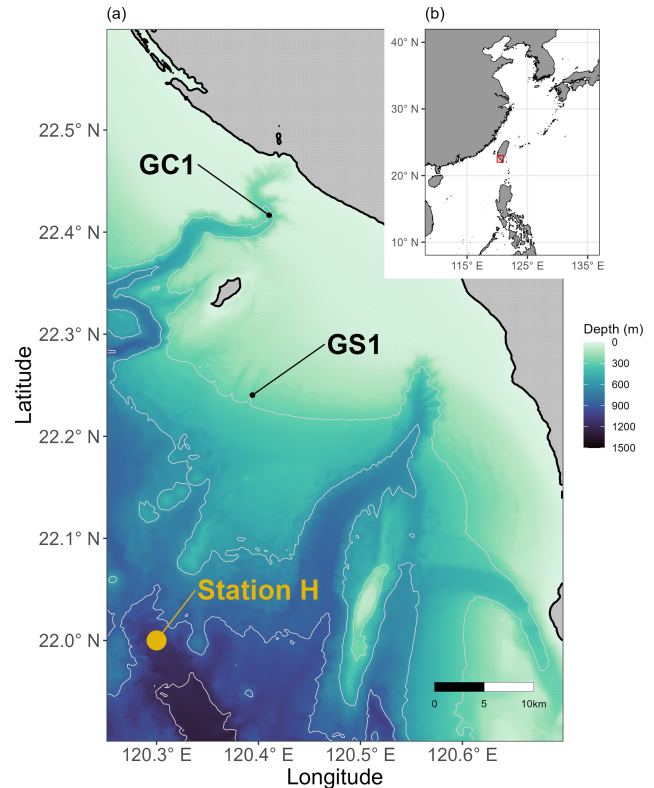 (a)
(b)
40° N
30° N
20° N
10° N
115° E
125° E
135° E
22.5° N
22.4° N
22.3° N
22.2° N
22.1° N
22.0° N
Latitude
GC1
GS1
Station H
Depth (m)
0
300
600
900
1200
1500
0
5
10km
120.3° E
120.4° E
120.5° E
120.6° E
Longitude